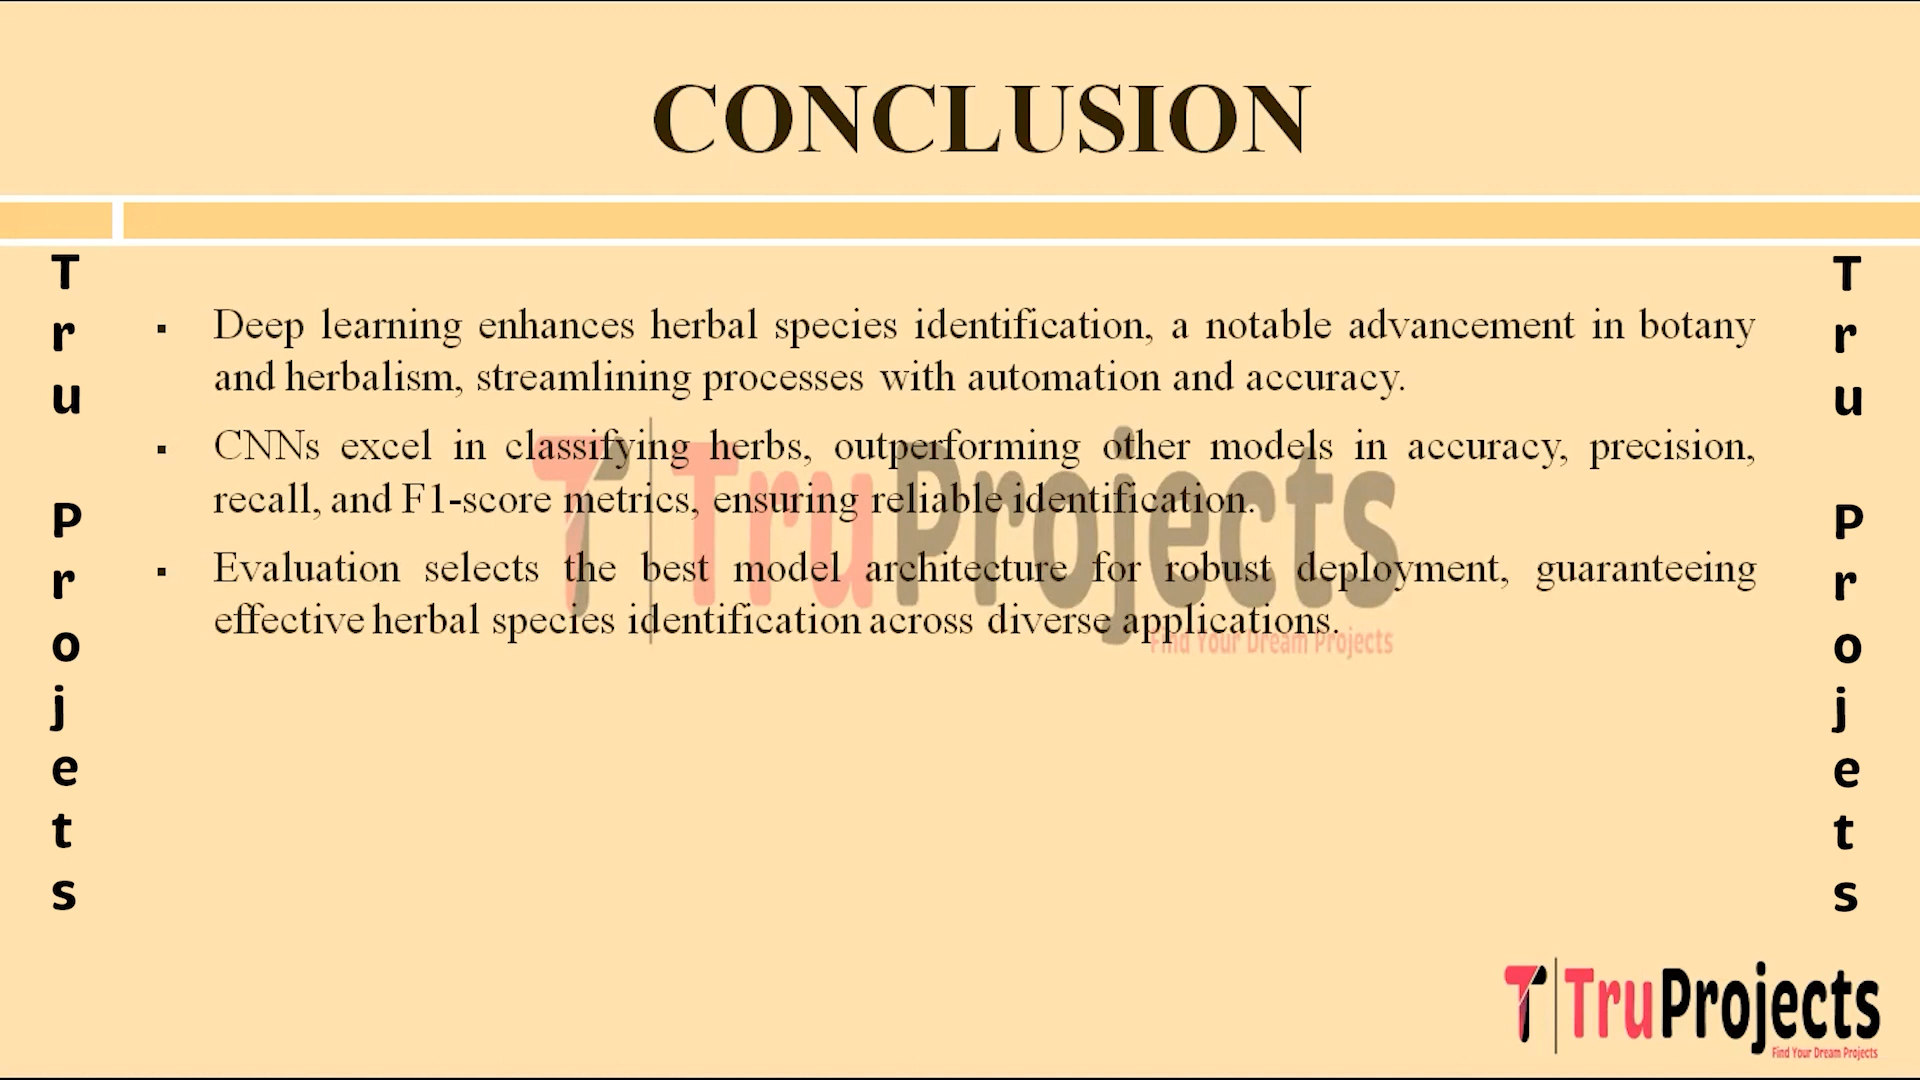 CONCLUSION
Tru Projets
▪ Deep learning enhances herbal species identification, a notable advancement in botany
and herbalism, streamlining processes with automation and accuracy.
▪ CNNs excel in classifying herbs, outperforming other models in accuracy, precision,
recall, and F1-score metrics, ensuring reliable identification.
▪ Evaluation selects the best model architecture for robust deployment, guaranteeing
effective herbal species identification across diverse applications.
TruProjects
Find Your Dream Projects
Tru Projets
TruProjects
Find Your Dream Projects